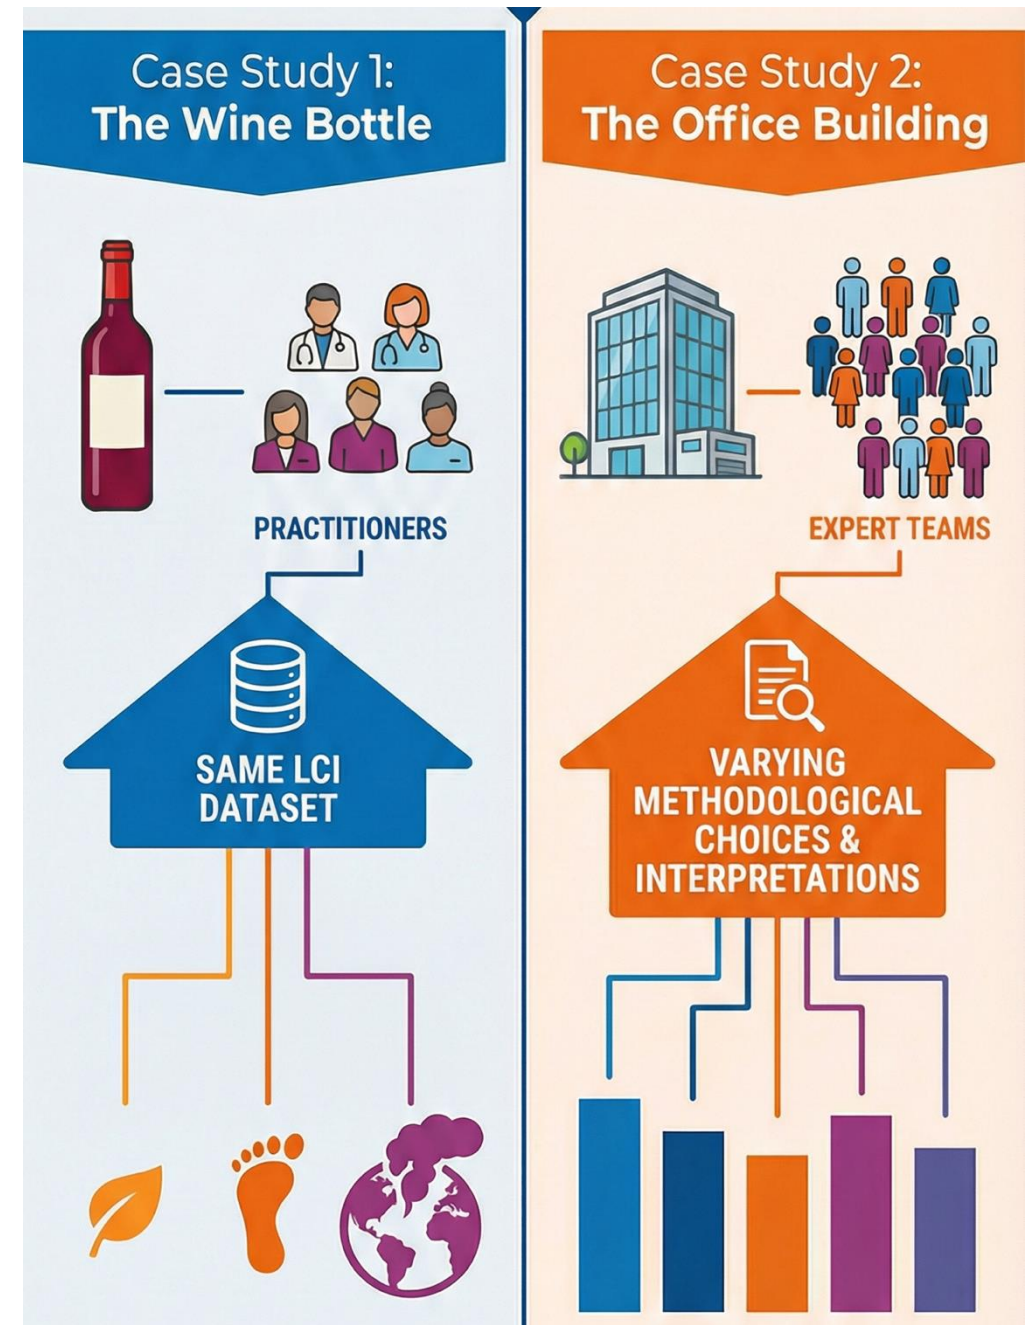 Case Study 1:
The Wine Bottle
PRACTITIONERS
SAME LCI
DATASET
Case Study 2:
The Office Building
EXPERT TEAMS
VARYING
METHODOLOGICAL
CHOICES &
INTERPRETATIONS